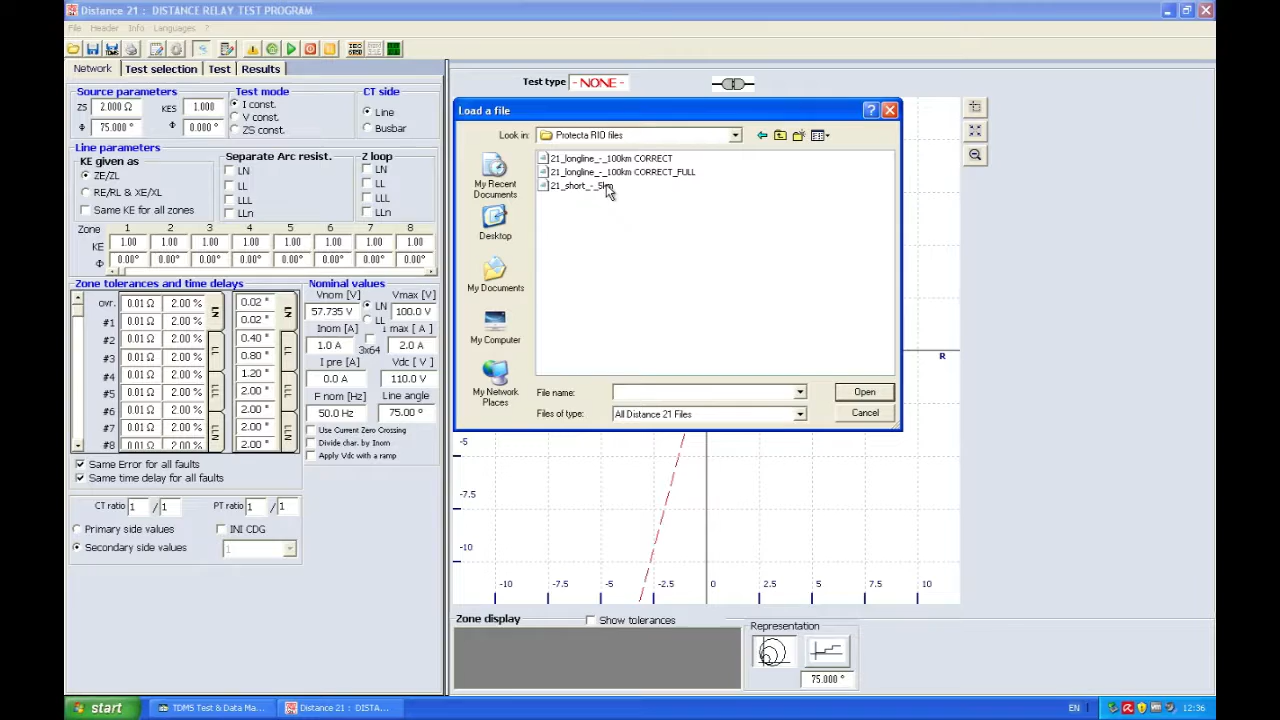 Distance 21 : DISTANCE RELAY TEST PROGRAM
File Header Info Languages ?
Network Test selection Test Results
Source parameters Test mode CT side
ZS 2.000 Ω KES 1.000 I const. Line
Φ 75.000 ° Φ 0.000 ° V const. Busbar
ZS const.
Line parameters
KE given as Separate Arc resist. Z loop
ZE/ZL LN LN
RE/RL & XE/XL LL LL
Same KE for all zones LLL LLL
LLn LLn
Zone 1 2 3 4 5 6 7 8
KE 1.00 1.00 1.00 1.00 1.00 1.00 1.00 1.00
Φ 0.00° 0.00° 0.00° 0.00° 0.00° 0.00° 0.00° 0.00°
Zone tolerances and time delays
ovr. 0.01 Ω 2.00 % 0.02 "
#1 0.01 Ω 2.00 % 0.02 "
#2 0.01 Ω 2.00 % 0.40 "
#3 0.01 Ω 2.00 % 0.80 "
#4 0.01 Ω 2.00 % 1.20 "
#5 0.01 Ω 2.00 % 2.00 "
#6 0.01 Ω 2.00 % 2.00 "
#7 0.01 Ω 2.00 % 2.00 "
#8 0.01 Ω 2.00 % 2.00 "
LN LL LLL LLn
LN LL LLL LLn
Same Error for all faults
Same time delay for all faults
Nominal values
Vnom [V] Vmax [V]
57.735 V LN 100.0 V
LL
Inom [A] i max [ A ]
1.0 A 3x64 2.0 A
I pre [A] Vdc [ V ]
0.0 A 110.0 V
F nom [Hz] Line angle
50.0 Hz 75.00 °
Use Current Zero Crossing
Divide char. by Inom
Apply Vdc with a ramp
CT ratio 1 / 1 PT ratio 1 / 1
Primary side values INI CDG
Secondary side values 1
Test type - NONE -
Load a file
Look in: Protecta RIO files
My Recent Documents
Desktop
My Documents
My Computer
My Network Places
21_longline_-_100km CORRECT
21_longline_-_100km CORRECT_FULL
21_short_-_5km
File name: Open
Files of type: All Distance 21 Files Cancel
R
-5
-7.5
-10
-10 -7.5 -5 -2.5 0 2.5 5 7.5 10
Zone display Show tolerances
Representation
75.000 °
start TDMS Test & Data Ma... Distance 21 : DISTA... EN 12:36